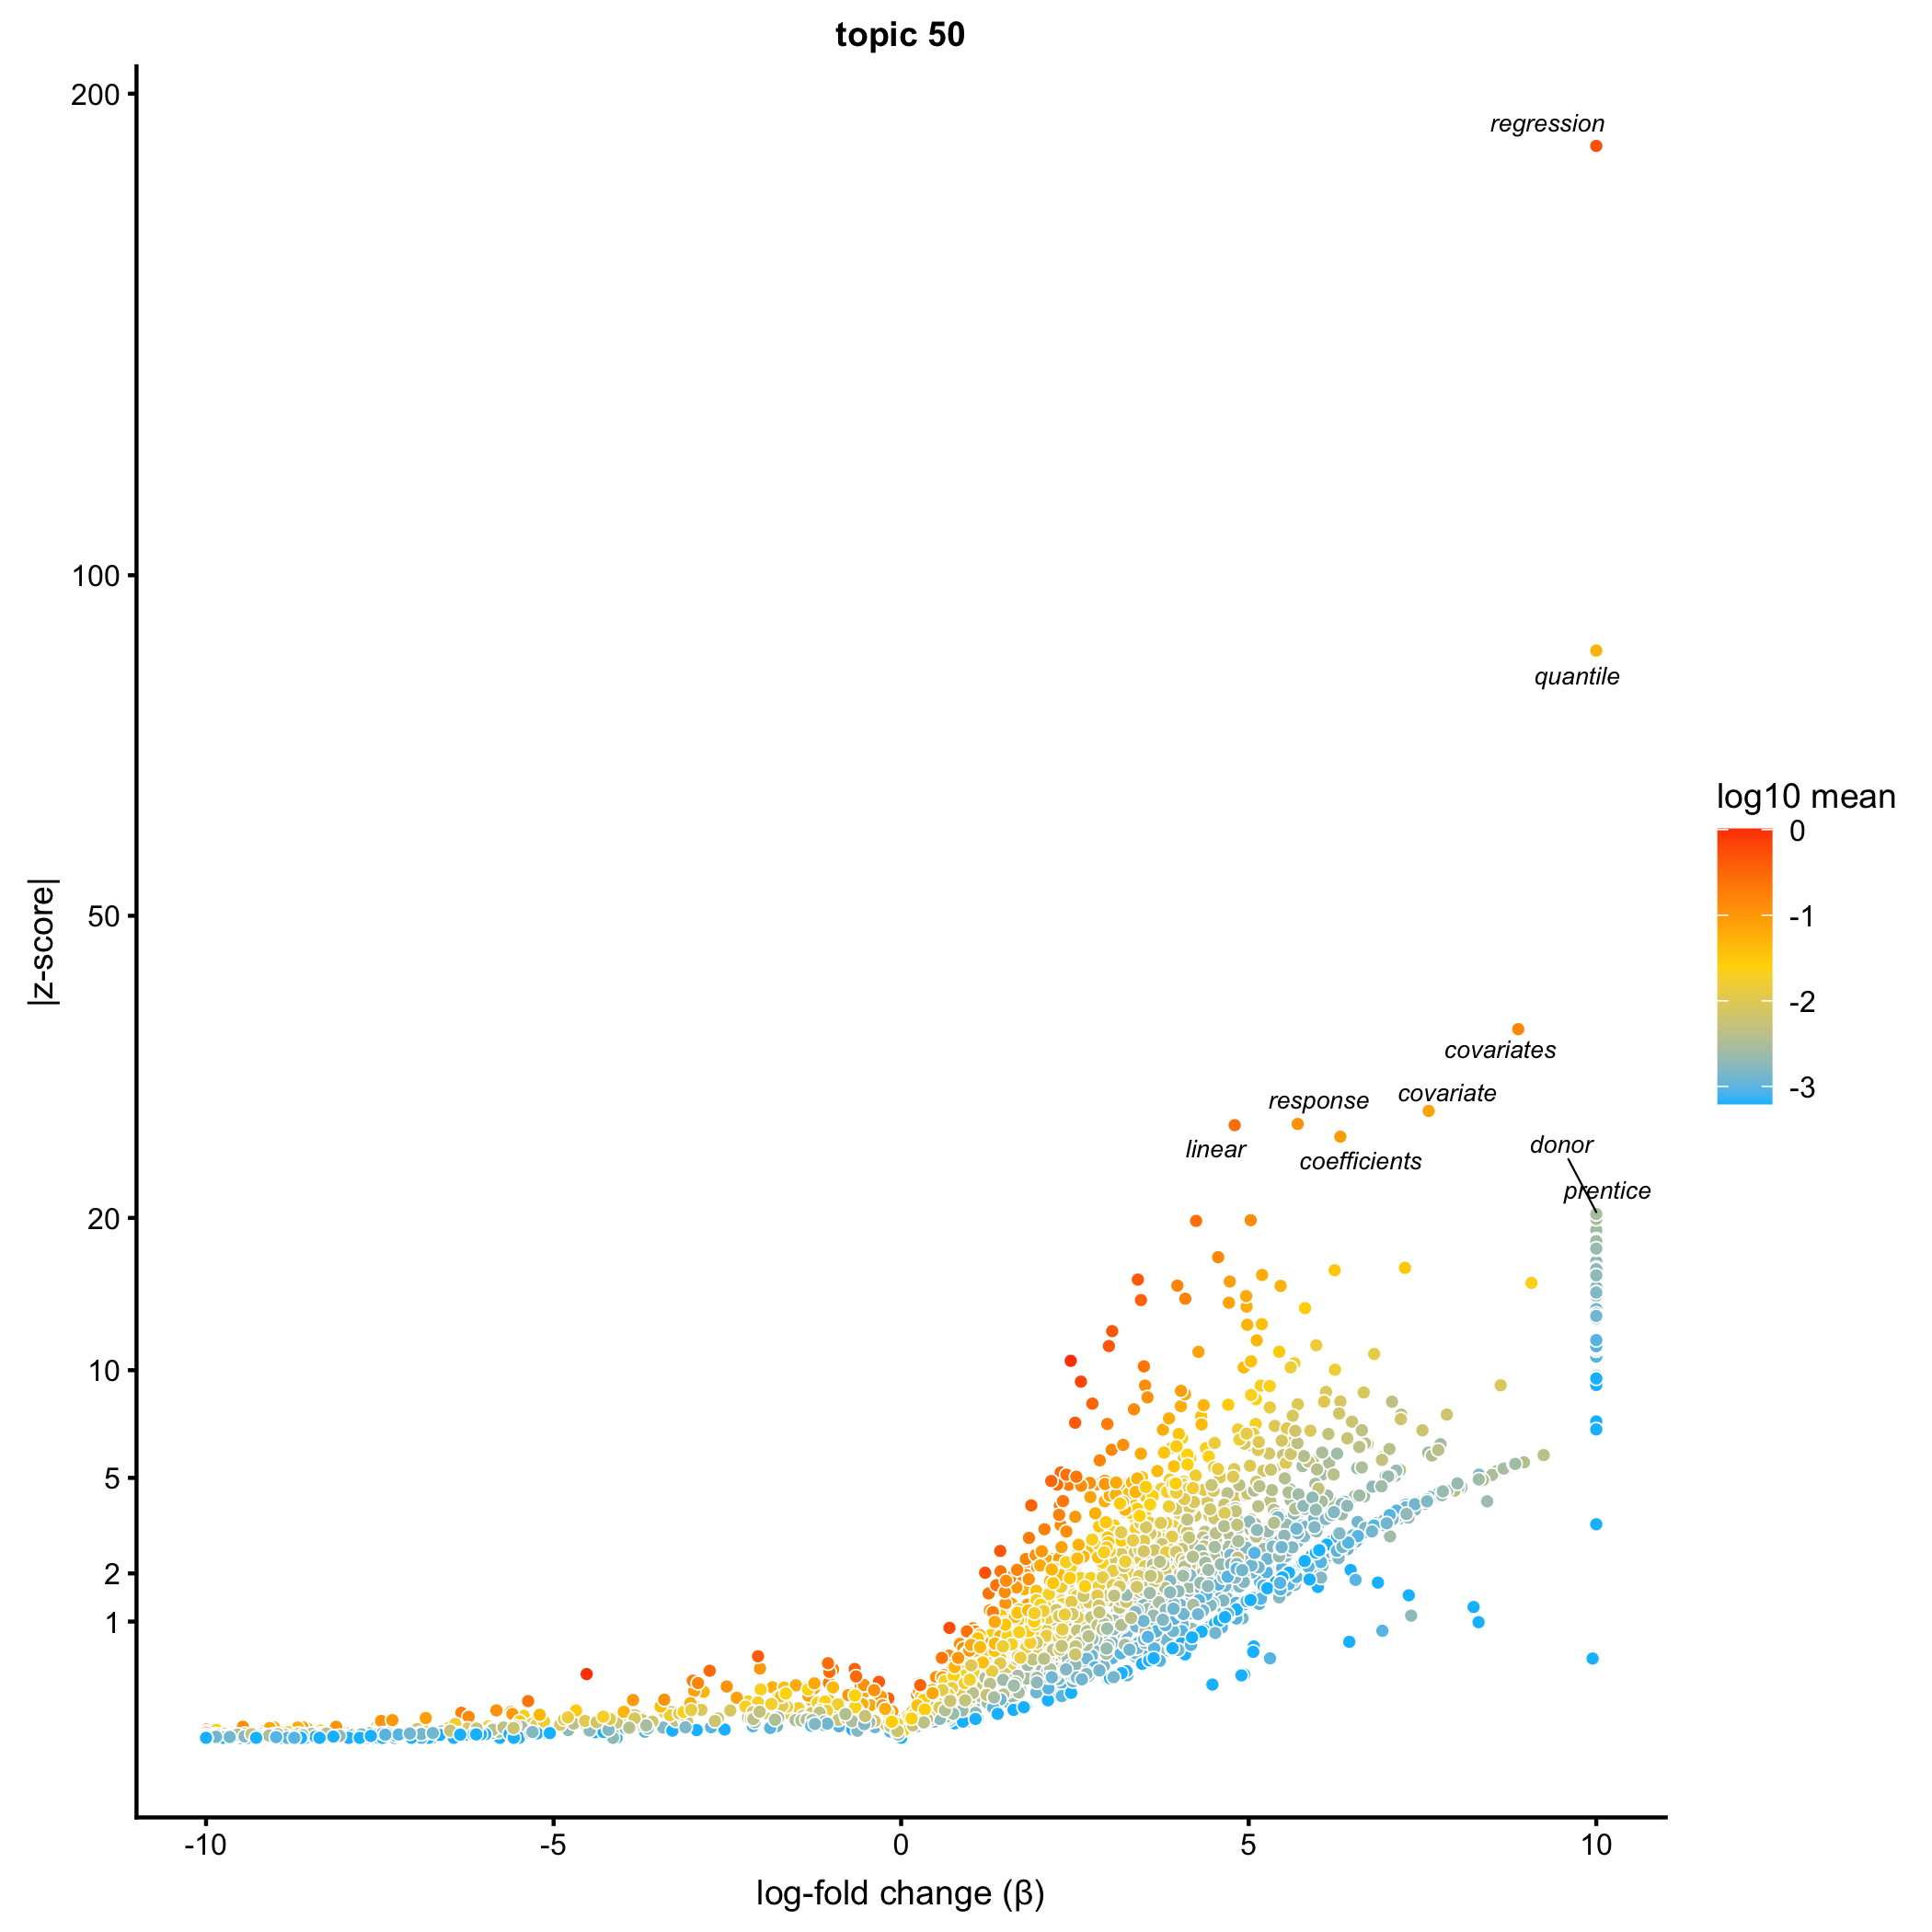 topic 50
200
100
50
20
10
5
2
1
|z-score|
regression
quantile
covariates
covariate
response
linear
coefficients
donor
prentice
log10 mean
0
-1
-2
-3
-10
-5
0
5
10
log-fold change (β)